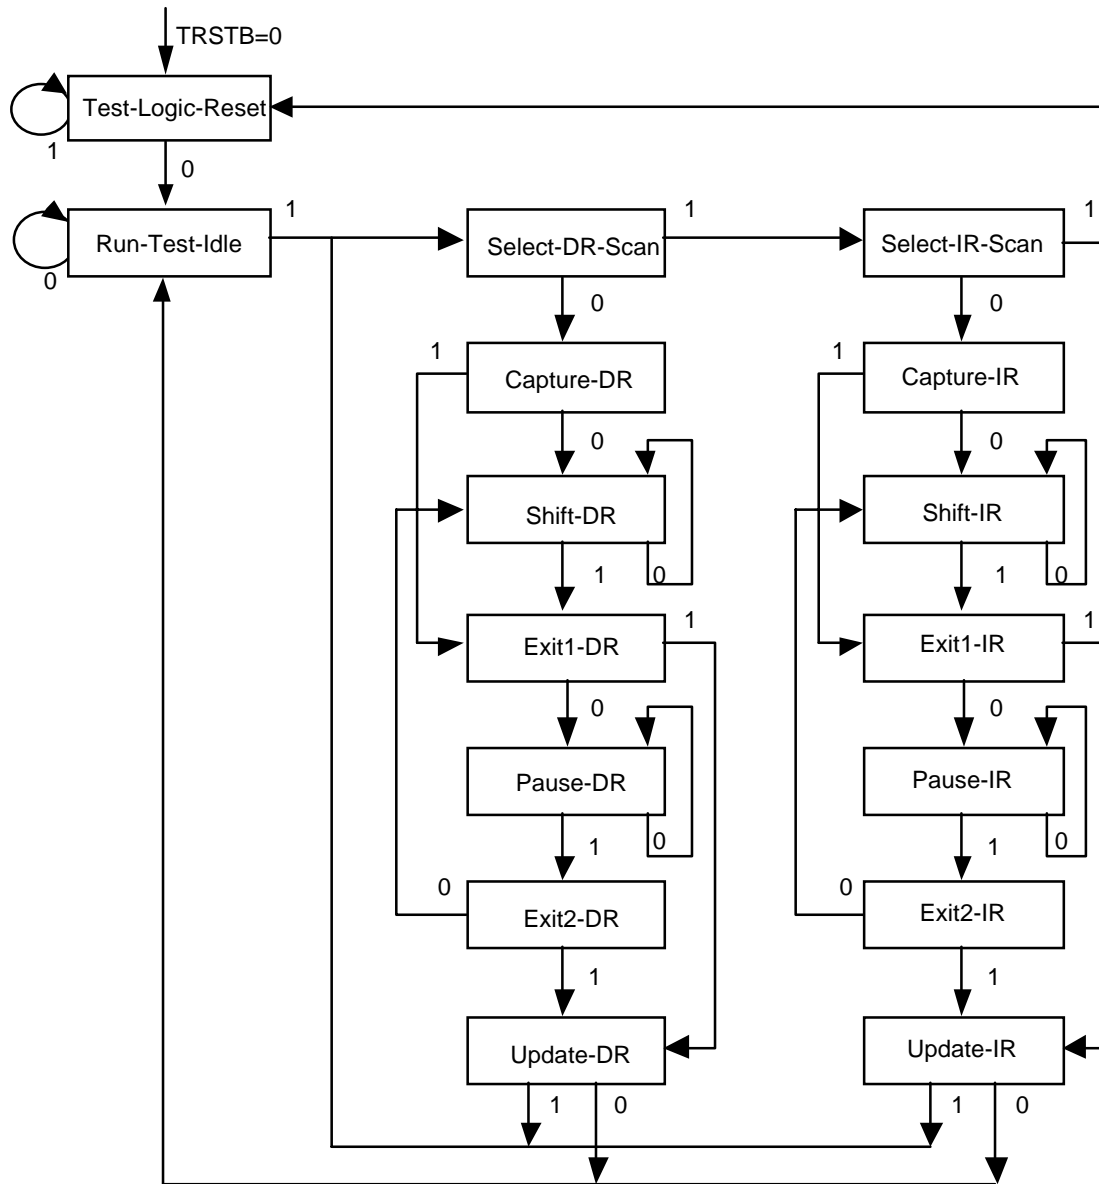 TRSTB=0
Test-Logic-Reset
1
0
Run-Test-Idle
1
0
Select-DR-Scan
1
Select-IR-Scan
1
0
0
1
Capture-DR
1
Capture-IR
0
0
Shift-DR
Shift-IR
1
0
1
0
Exit1-DR
1
Exit1-IR
1
0
0
Pause-DR
Pause-IR
1
0
1
0
0
Exit2-DR
0
Exit2-IR
1
1
Update-DR
Update-IR
1
0
1
0